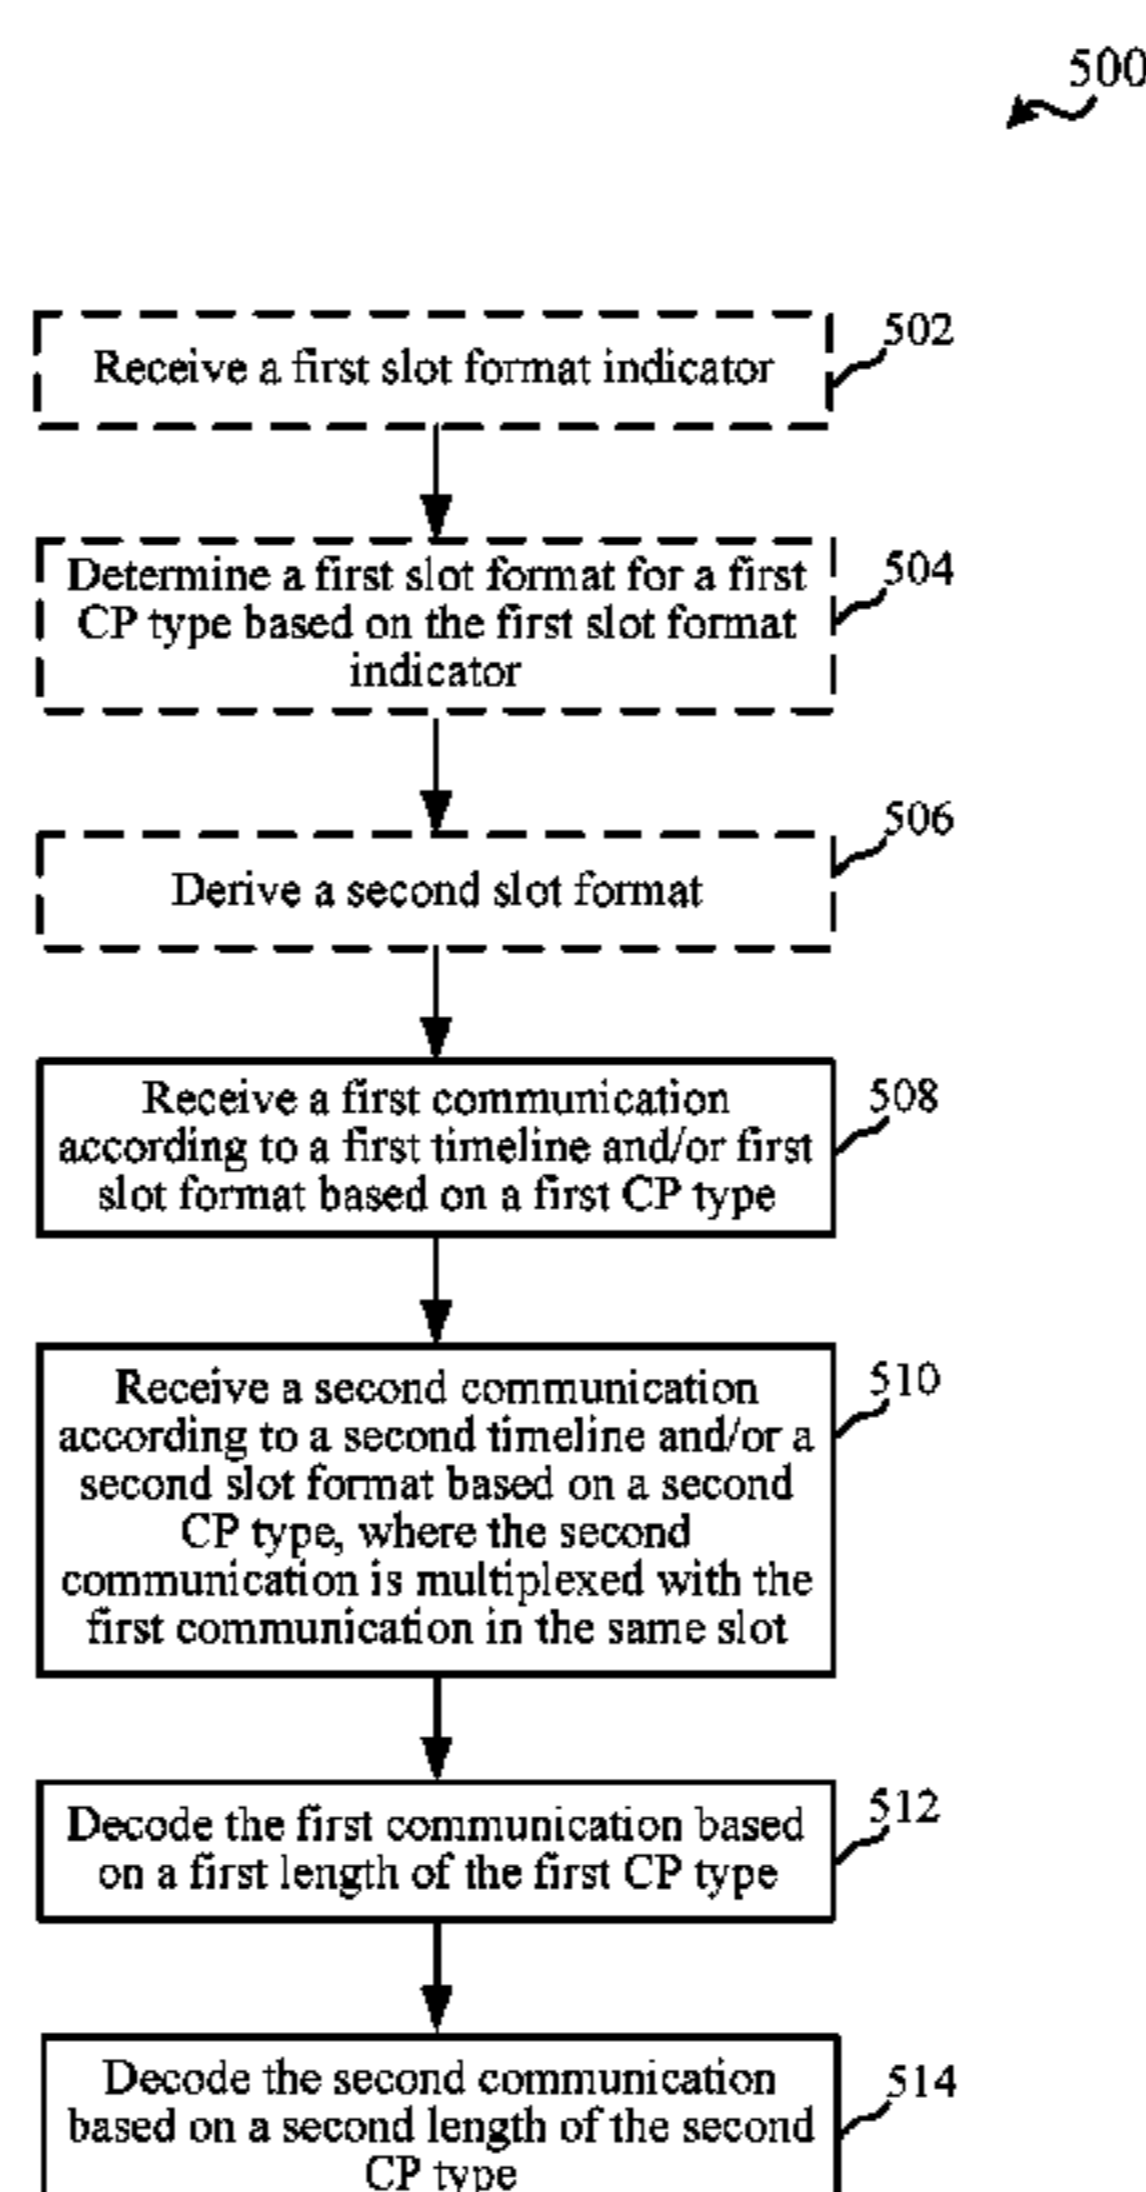 500
Receive a first slot format indicator
502
Determine a first slot format for a first
CP type based on the first slot format
indicator
504
Derive a second slot format
506
Receive a first communication
according to a first timeline and/or first
slot format based on a first CP type
508
Receive a second communication
according to a second timeline and/or a
second slot format based on a second
CP type, where the second
communication is multiplexed with the
first communication in the same slot
510
Decode the first communication based
on a first length of the first CP type
512
Decode the second communication
based on a second length of the second
CP type
514